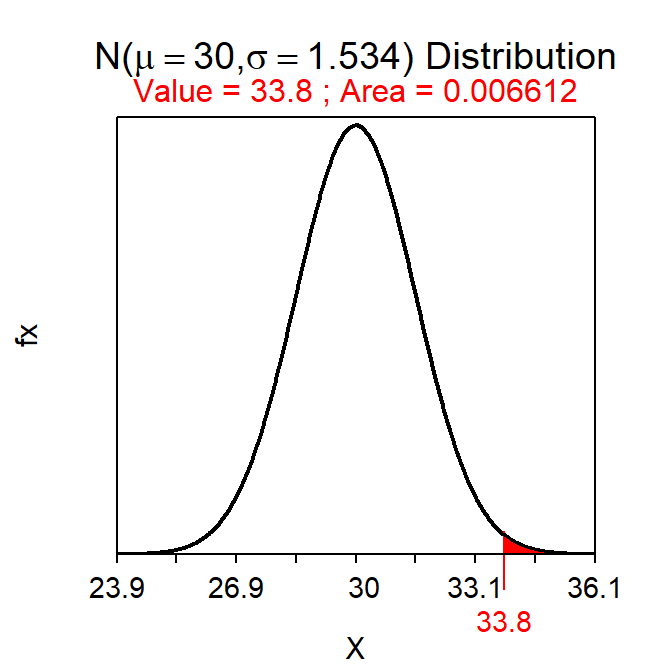 N(μ = 30,σ = 1.534) Distribution
Value = 33.8 ; Area = 0.006612
fx
23.9 26.9 30 33.1 36.1
33.8
X